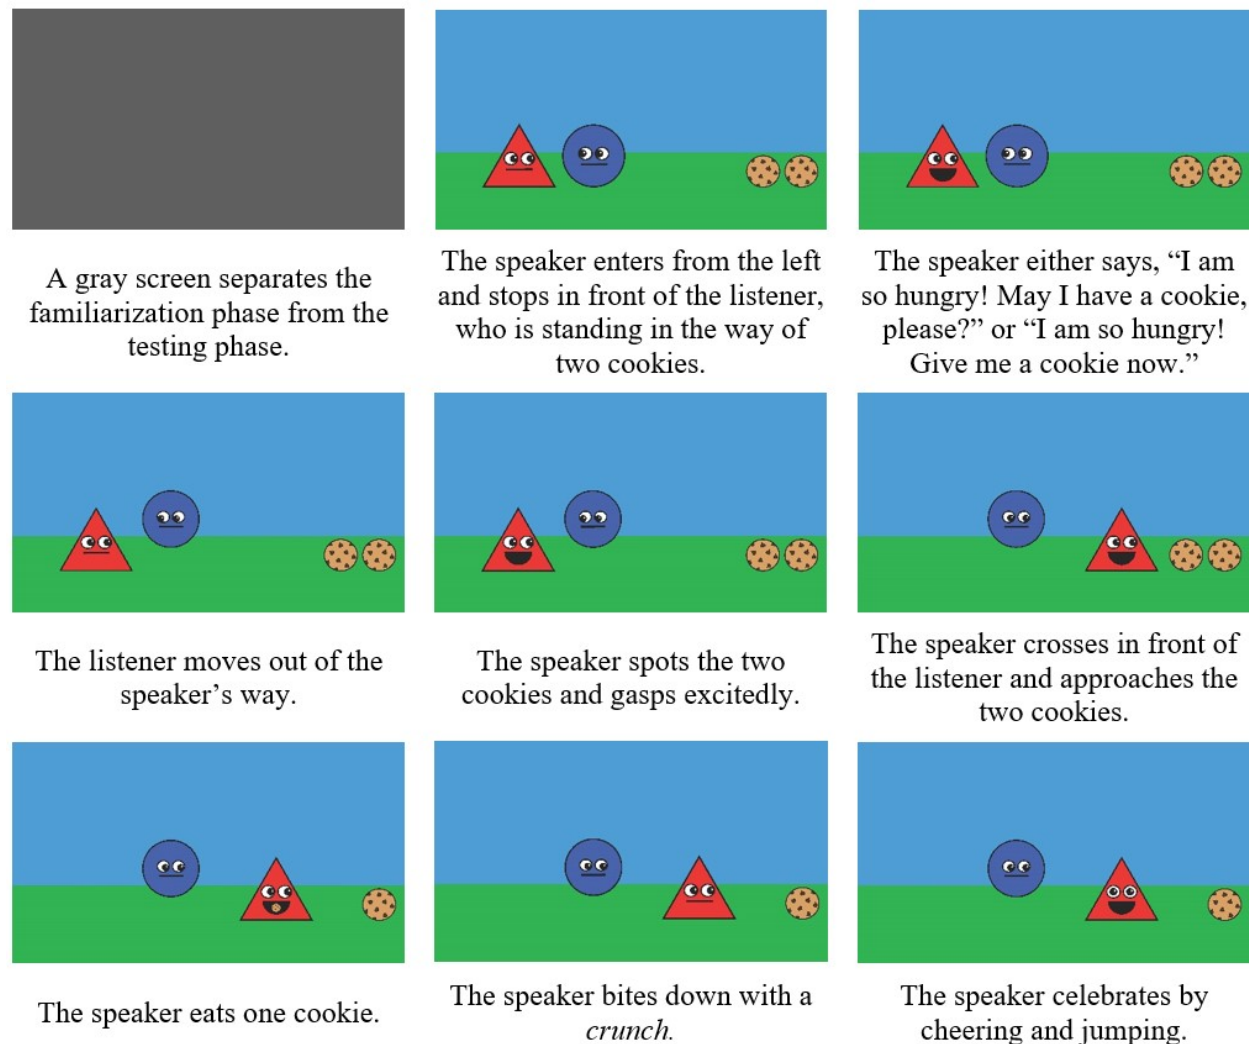 A gray screen separates the
familiarization phase from the
testing phase.
The speaker enters from the left
and stops in front of the listener,
who is standing in the way of
two cookies.
The speaker either says, “I am
so hungry! May I have a cookie,
please?” or “I am so hungry!
Give me a cookie now.”
The listener moves out of the
speaker’s way.
The speaker spots the two
cookies and gasps excitedly.
The speaker crosses in front of
the listener and approaches the
two cookies.
The speaker eats one cookie.
The speaker bites down with a
crunch.
The speaker celebrates by
cheering and jumping.